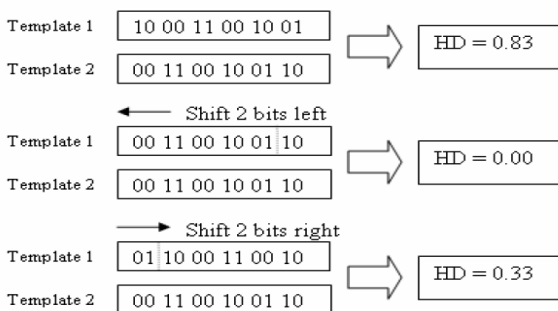 Template 1 10 00 11 00 10 01
HD = 0.83
Template 2 00 11 00 10 01 10
Shift 2 bits left
Template 1 00 11 00 10 01 10
HD = 0.00
Template 2 00 11 00 10 01 10
Shift 2 bits right
Template 1 01 10 00 11 00 10
HD = 0.33
Template 2 00 11 00 10 01 10